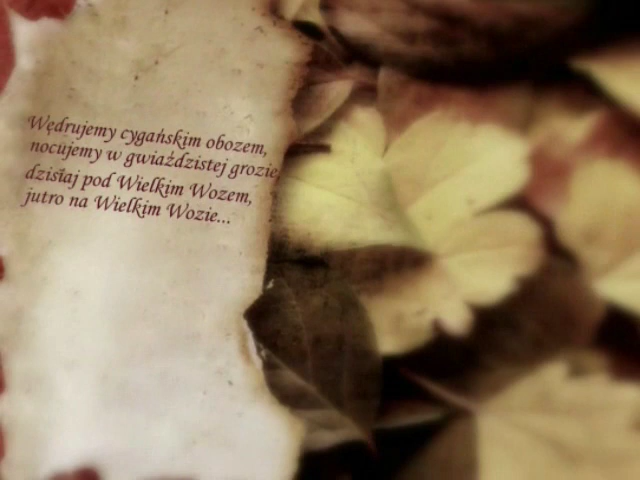 Wędrujemy cygańskim obozem,
nocujemy w gwiaździstej grozie
dzisiaj pod Wielkim Wozem,
jutro na Wielkim Wozie...